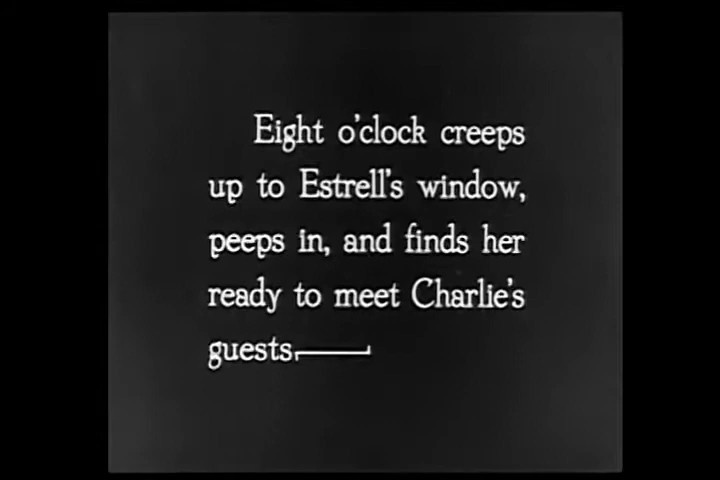 Eight o'clock creeps
up to Estrell's window,
peeps in, and finds her
ready to meet Charlie's
guests.